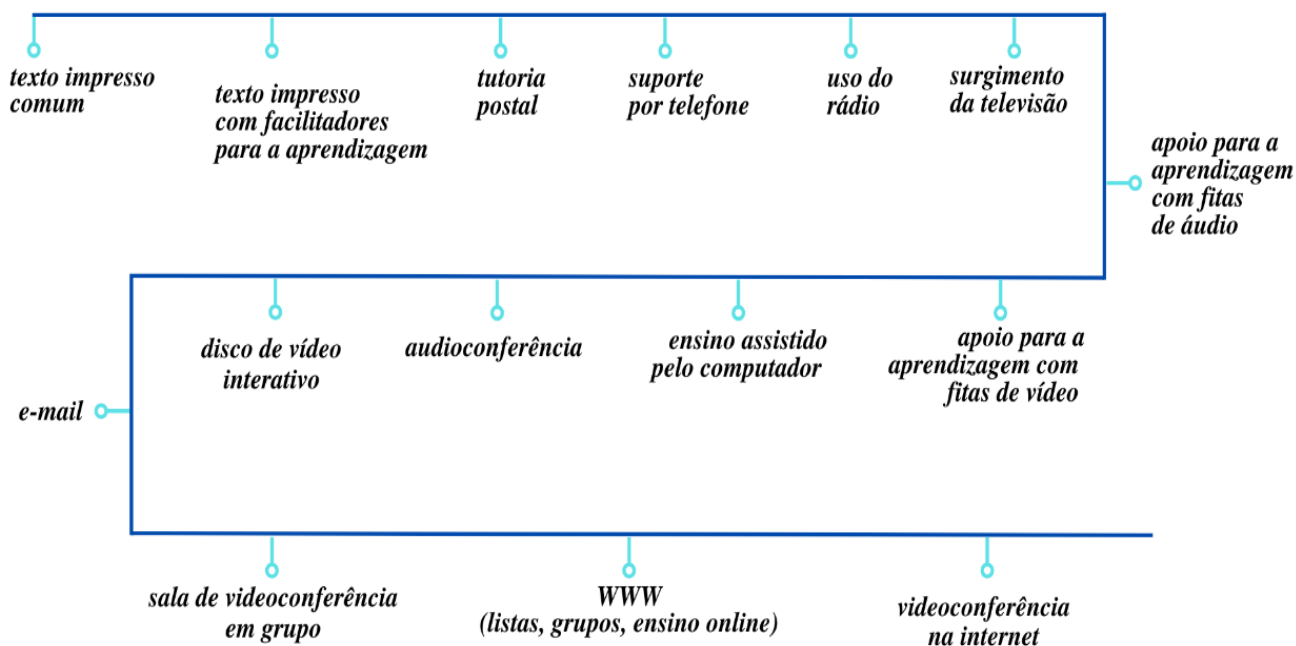 texto impresso
comum
texto impresso
com facilitadores
para a aprendizagem
tutoria
postal
suporte
por telefone
uso do
rádio
surgimento
da televisão
apoio para a
aprendizagem
com fitas
de áudio
apoio para a
aprendizagem com
fitas de vídeo
ensino assistido
pelo computador
audioconferência
disco de vídeo
interativo
e-mail
sala de videoconferência
em grupo
WWW
(listas, grupos, ensino online)
videoconferência
na internet